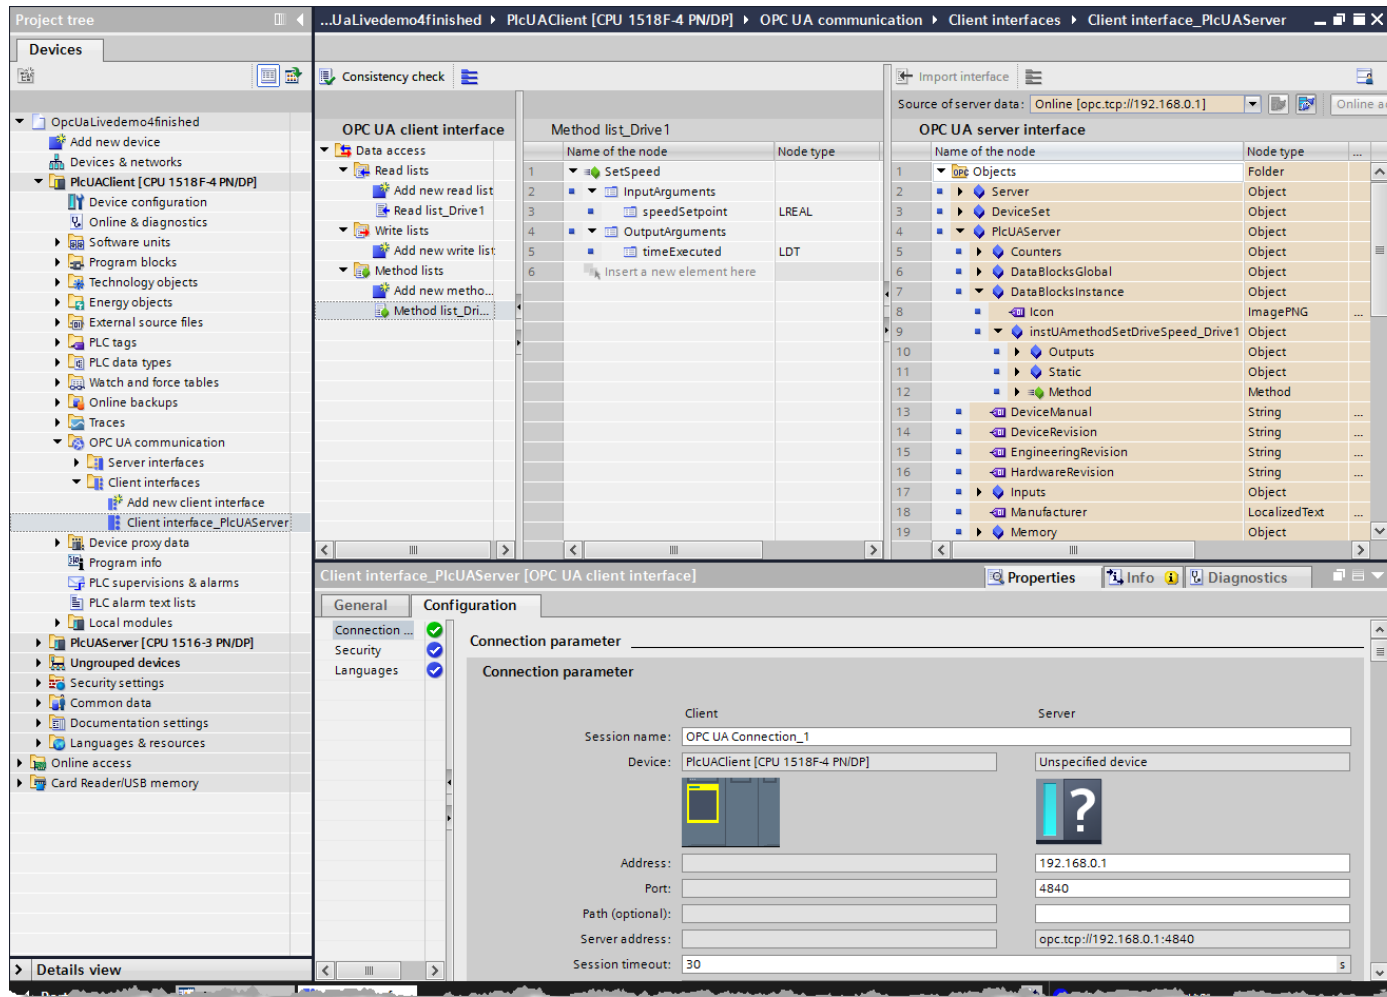 Project tree
Devices
OpcUaLivedemo4finished
Add new device
Devices & networks
PlcUAClient [CPU 1518F-4 PN/DP]
Device configuration
Online & diagnostics
Software units
Program blocks
Technology objects
Energy objects
External source files
PLC tags
PLC data types
Watch and force tables
Online backups
Traces
OPC UA communication
Server interfaces
Client interfaces
Add new client interface
Client interface_PlcUAServer
Device proxy data
Program info
PLC supervisions & alarms
PLC alarm text lists
Local modules
PlcUAServer [CPU 1516-3 PN/DP]
Ungrouped devices
Security settings
Common data
Documentation settings
Languages & resources
Online access
Card Reader/USB memory
Details view
...UaLivedemo4finished PlcUAClient [CPU 1518F-4 PN/DP] OPC UA communication Client interfaces Client interface_PlcUAServer
Consistency check
OPC UA client interface
Data access
Read lists
Add new read list
Read list_Drive1
Write lists
Add new write list
Method lists
Add new metho...
Method list_Dri...
Method list_Drive1
Name of the node Node type
1 SetSpeed
2 InputArguments
3 speedSetpoint LREAL
4 OutputArguments
5 timeExecuted LDT
6 Insert a new element here
Import interface
Source of server data: Online [opc.tcp://192.168.0.1] Online a
OPC UA server interface
Name of the node Node type ...
1 Objects Folder
2 Server Object
3 DeviceSet Object
4 PlcUAServer Object
5 Counters Object
6 DataBlocksGlobal Object
7 DataBlocksInstance Object
8 Icon ImagePNG ...
9 instUAmethodSetDriveSpeed_Drive1 Object
10 Outputs Object
11 Static Object
12 Method Method
13 DeviceManual String ...
14 DeviceRevision String ...
15 EngineeringRevision String ...
16 HardwareRevision String ...
17 Inputs Object
18 Manufacturer LocalizedText ...
19 Memory Object
Client interface_PlcUAServer [OPC UA client interface]
Properties Info Diagnostics
General Configuration
Connection ...
Security
Languages
Connection parameter
Connection parameter
Client Server
Session name: OPC UA Connection_1
Device: PlcUAClient [CPU 1518F-4 PN/DP] Unspecified device
?
Address: 192.168.0.1
Port: 4840
Path (optional):
Server address: opc.tcp://192.168.0.1:4840
Session timeout: 30 s